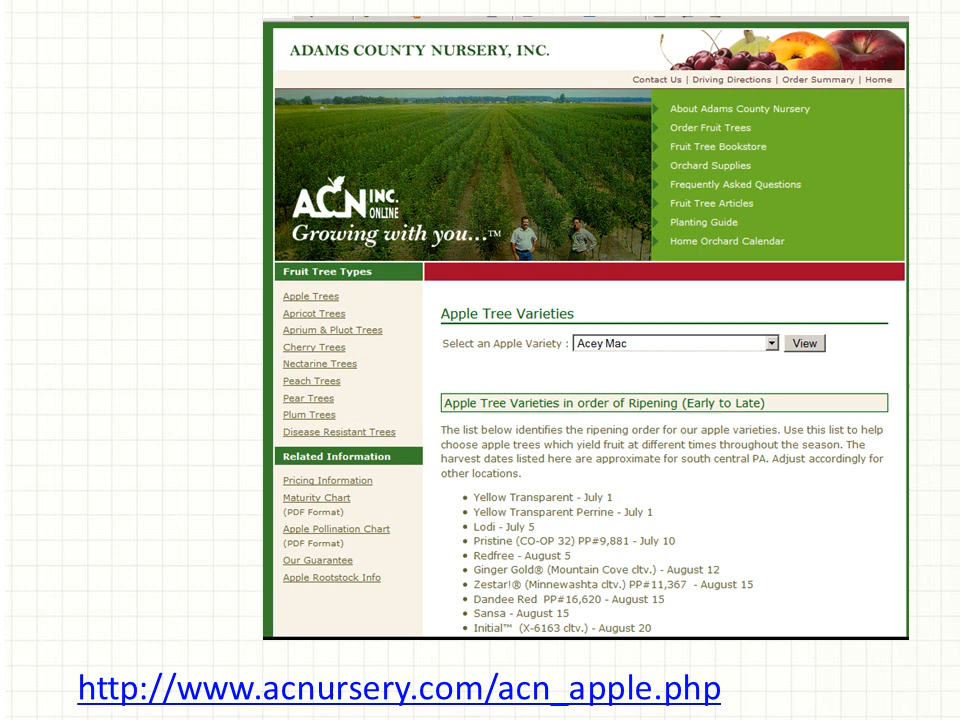 ADAMS COUNTY NURSERY, INC.
Contact Us | Driving Directions | Order Summary | Home
About Adams County Nursery
Order Fruit Trees
Fruit Tree Bookstore
Orchard Supplies
Frequently Asked Questions
Fruit Tree Articles
Planting Guide
Home Orchard Calendar
ACN INC. ONLINE
Growing with you...™
Fruit Tree Types
Apple Trees
Apricot Trees
Aprium & Pluot Trees
Cherry Trees
Nectarine Trees
Peach Trees
Pear Trees
Plum Trees
Disease Resistant Trees
Related Information
Pricing Information
Maturity Chart
(PDF Format)
Apple Pollination Chart
(PDF Format)
Our Guarantee
Apple Rootstock Info
Apple Tree Varieties
Select an Apple Variety : Acey Mac View
Apple Tree Varieties in order of Ripening (Early to Late)
The list below identifies the ripening order for our apple varieties. Use this list to help
choose apple trees which yield fruit at different times throughout the season. The
harvest dates listed here are approximate for south central PA. Adjust accordingly for
other locations.
• Yellow Transparent - July 1
• Yellow Transparent Perrine - July 1
• Lodi - July 5
• Pristine (CO-OP 32) PP#9,881 - July 10
• Redfree - August 5
• Ginger Gold® (Mountain Cove cltv.) - August 12
• Zestar!® (Minnewashta cltv.) PP#11,367 - August 15
• Dandee Red PP#16,620 - August 15
• Sansa - August 15
• Initial™ (X-6163 cltv.) - August 20
http://www.acnursery.com/acn_apple.php